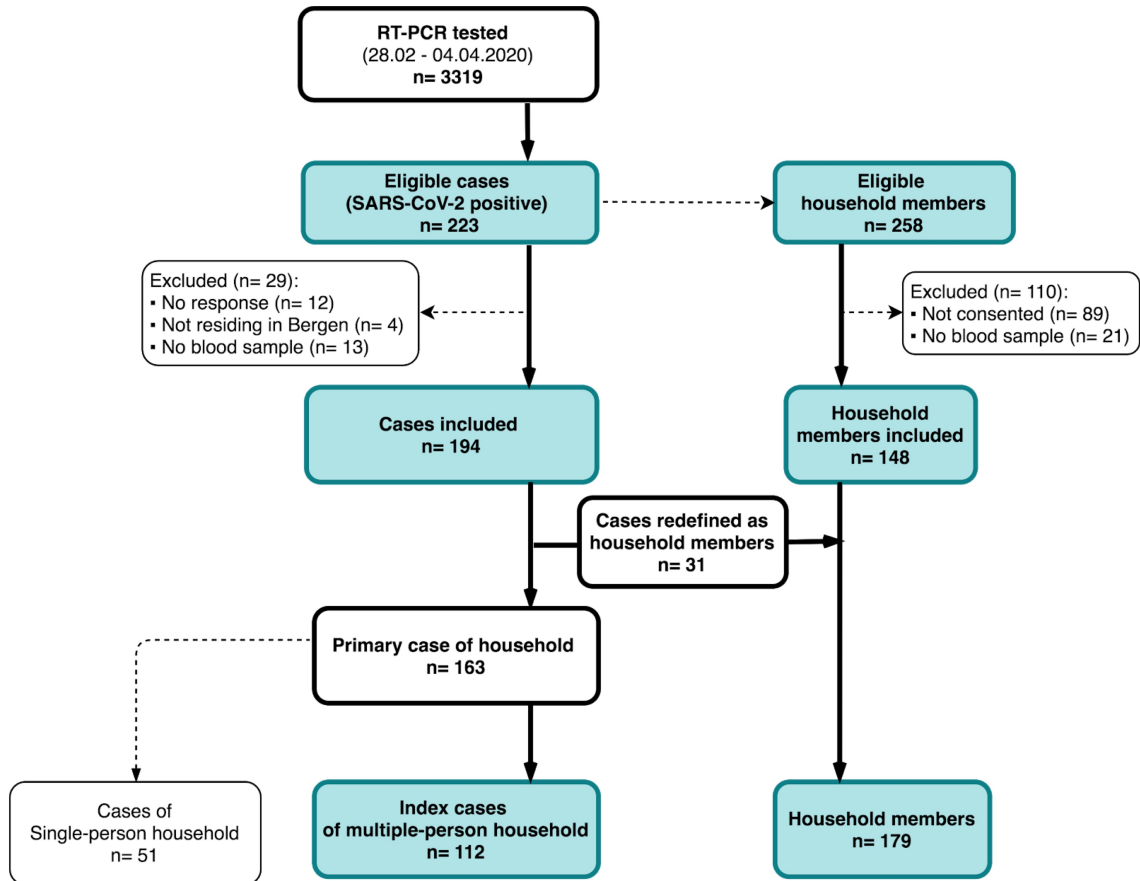 RT-PCR tested
(28.02 - 04.04.2020)
n= 3319
Eligible cases
(SARS-CoV-2 positive)
n= 223
Eligible
household members
n= 258
Excluded (n= 29):
▪ No response (n= 12)
▪ Not residing in Bergen (n= 4)
▪ No blood sample (n= 13)
Excluded (n= 110):
▪ Not consented (n= 89)
▪ No blood sample (n= 21)
Cases included
n= 194
Household
members included
n= 148
Cases redefined as
household members
n= 31
Primary case of household
n= 163
Cases of
Single-person household
n= 51
Index cases
of multiple-person household
n= 112
Household members
n= 179